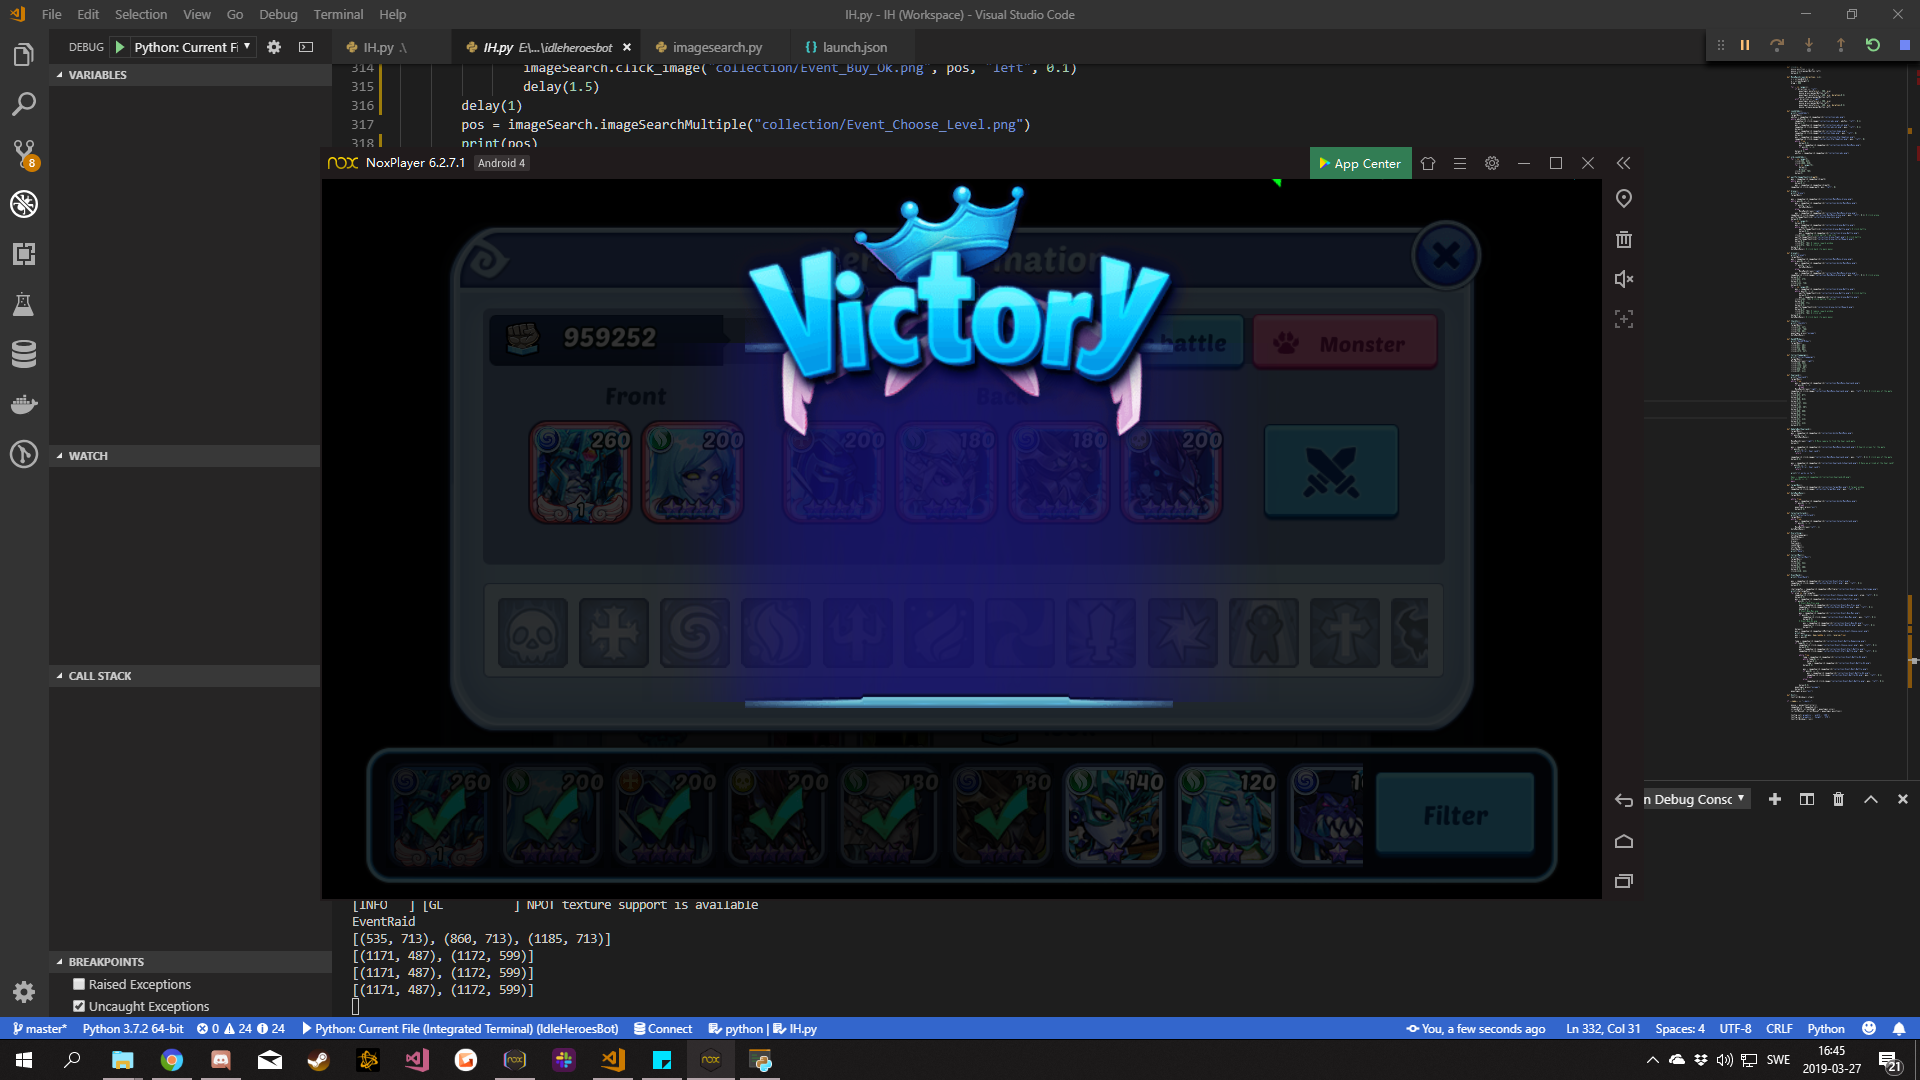 File Edit Selection View Go Debug Terminal Help
IH.py - IH (Workspace) - Visual Studio Code
DEBUG Python: Current Fi
IH.py .\
IH.py E:\...\idleheroesbot
imagesearch.py
launch.json
VARIABLES
314 imageSearch.click_image("collection/Event_Buy_Ok.png", pos, "left", 0.1)
315 delay(1.5)
316 delay(1)
317 pos = imageSearch.imageSearchMultiple("collection/Event_Choose_Level.png")
318 print(pos)
nox NoxPlayer 6.2.7.1 Android 4
App Center
Victory
959252
battle
Monster
Front
260 200 200 180 180 200
WATCH
CALL STACK
260 200 200 200 180 180 140 120
Filter
n Debug Consc
[INFO ] [GL ] NPOT texture support is available
EventRaid
[(535, 713), (860, 713), (1185, 713)]
[(1171, 487), (1172, 599)]
[(1171, 487), (1172, 599)]
[(1171, 487), (1172, 599)]
BREAKPOINTS
Raised Exceptions
Uncaught Exceptions
8
master* Python 3.7.2 64-bit 0 24 24 Python: Current File (Integrated Terminal) (IdleHeroesBot) Connect python | IH.py
You, a few seconds ago Ln 332, Col 31 Spaces: 4 UTF-8 CRLF Python
SWE
16:45
2019-03-27
21